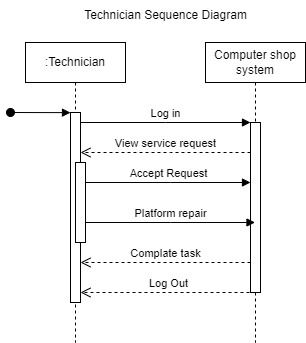 Technician Sequence Diagram
:Technician
Computer shop
system
Log in
View service request
Accept Request
Platform repair
Complate task
Log Out